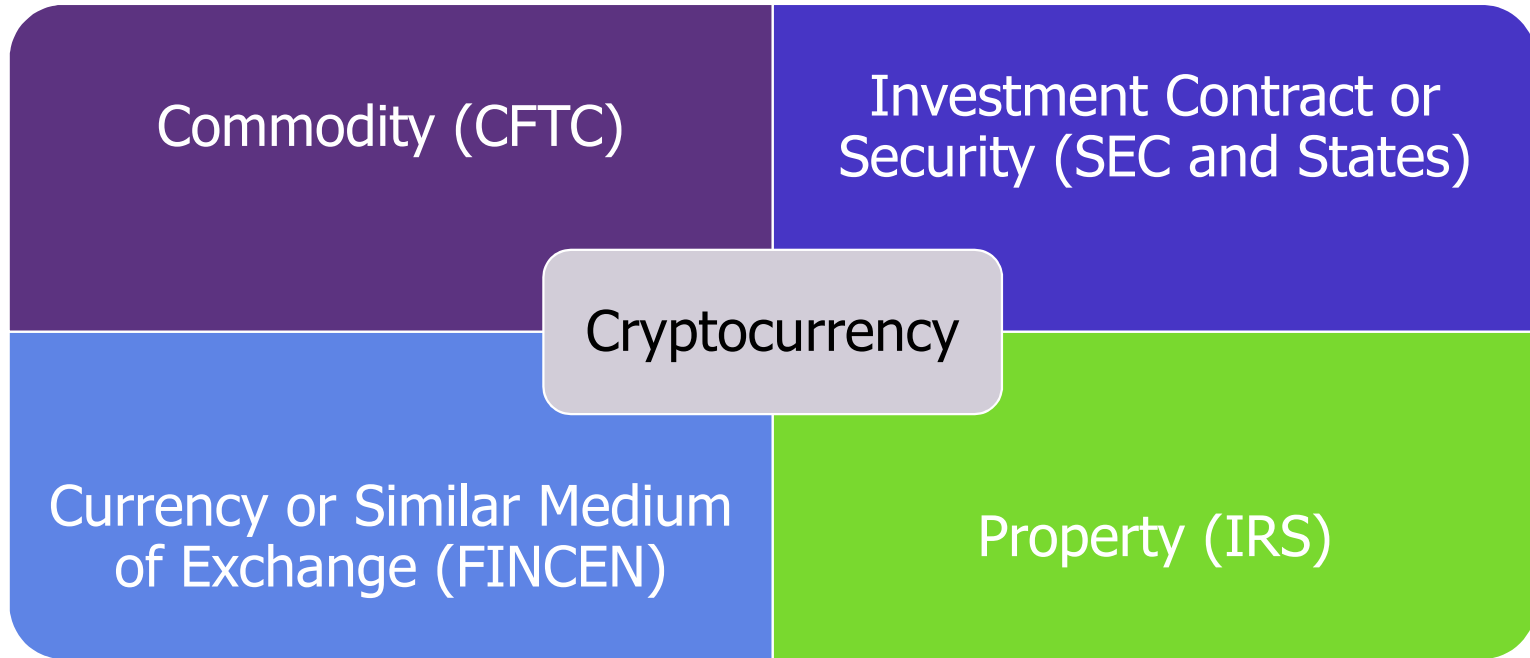 Commodity (CFTC)
Investment Contract or
Security (SEC and States)
Cryptocurrency
Currency or Similar Medium
of Exchange (FINCEN)
Property (IRS)